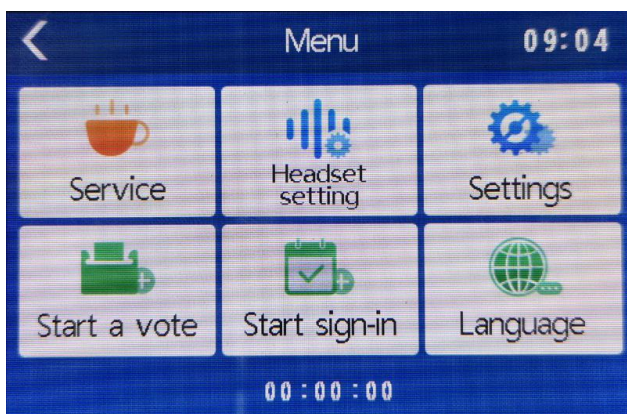 Menu 09:04
Service
Headset
setting
Settings
Start a vote
Start sign-in
Language
00:00:00